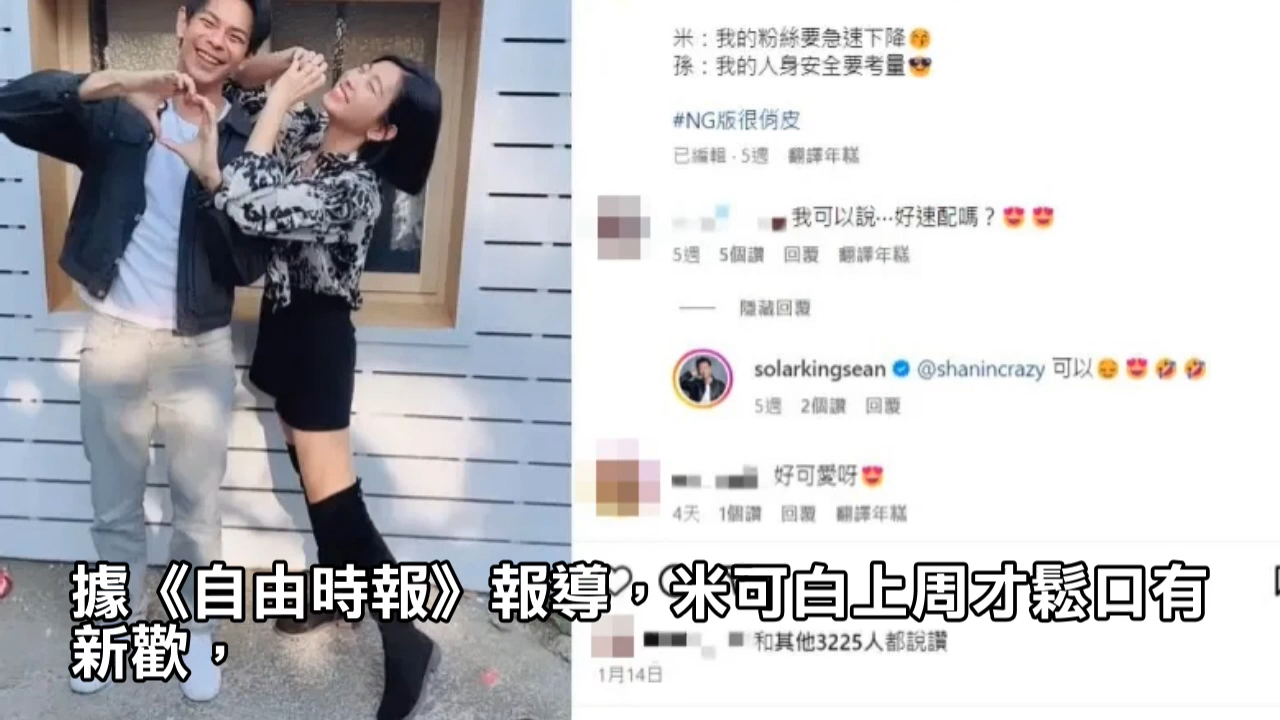 米：我的粉絲要急速下降😚
孫：我的人身安全要考量😎
#NG版很俏皮
已編輯·5週 翻譯年糕
我可以說…好速配嗎？😍😍
5週 5個讚 回覆 翻譯年糕
隱藏回覆
solarkingsean @shanincrazy 可以😊😍🤣🤣
5週 2個讚 回覆
好可愛呀😍
4天 1個讚 回覆 翻譯年糕
據《自由時報》報導，米可白上周才鬆口有
新歡，
和其他3225人都說讚
1月14日